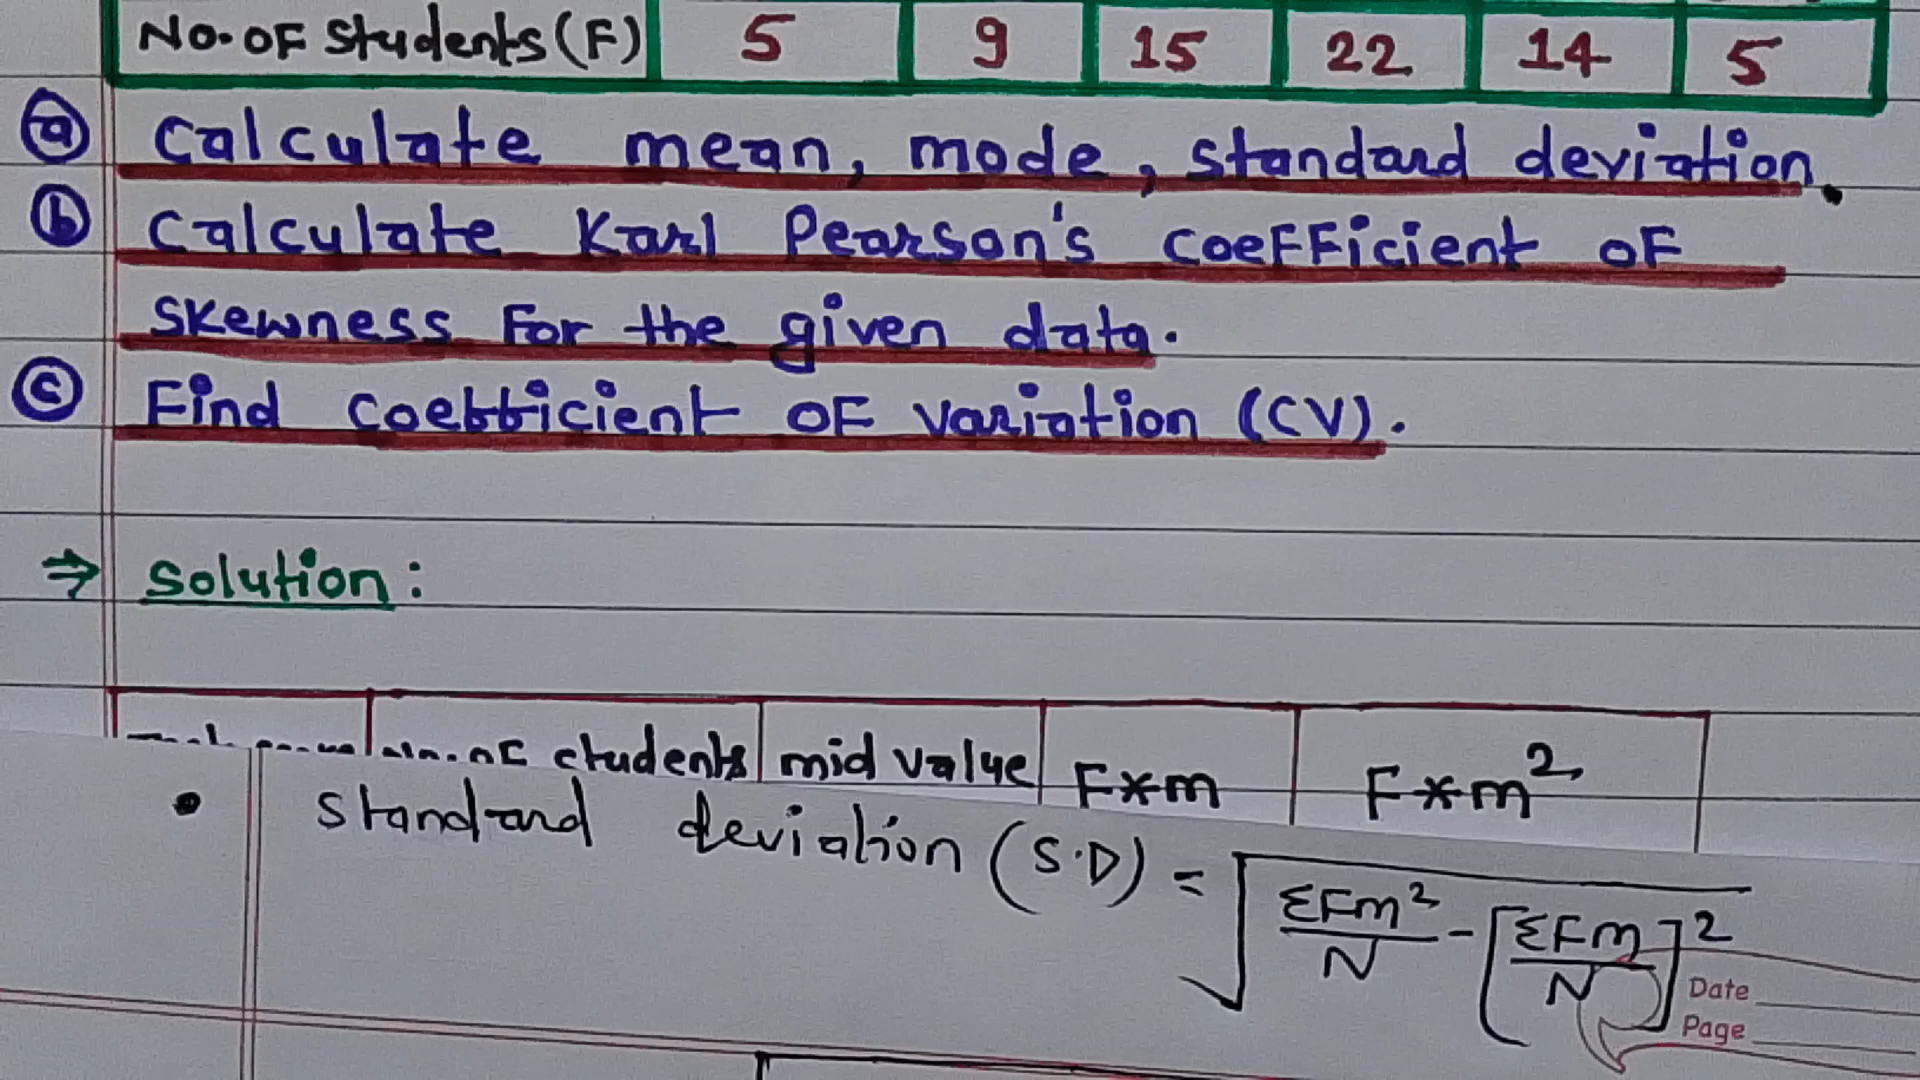 No. OF Students (F) 5 9 15 22 14 5
(a) Calculate mean, mode, standard deviation.
(b) Calculate Karl Pearson's coefficient of
skewness for the given data.
(c) Find coefficient of variation (CV).
⇒ Solution:
students mid value F*m F*m²
• Standard deviation (S.D) = √(ΣFm²/N - [ΣFm/N]²)
Date
Page